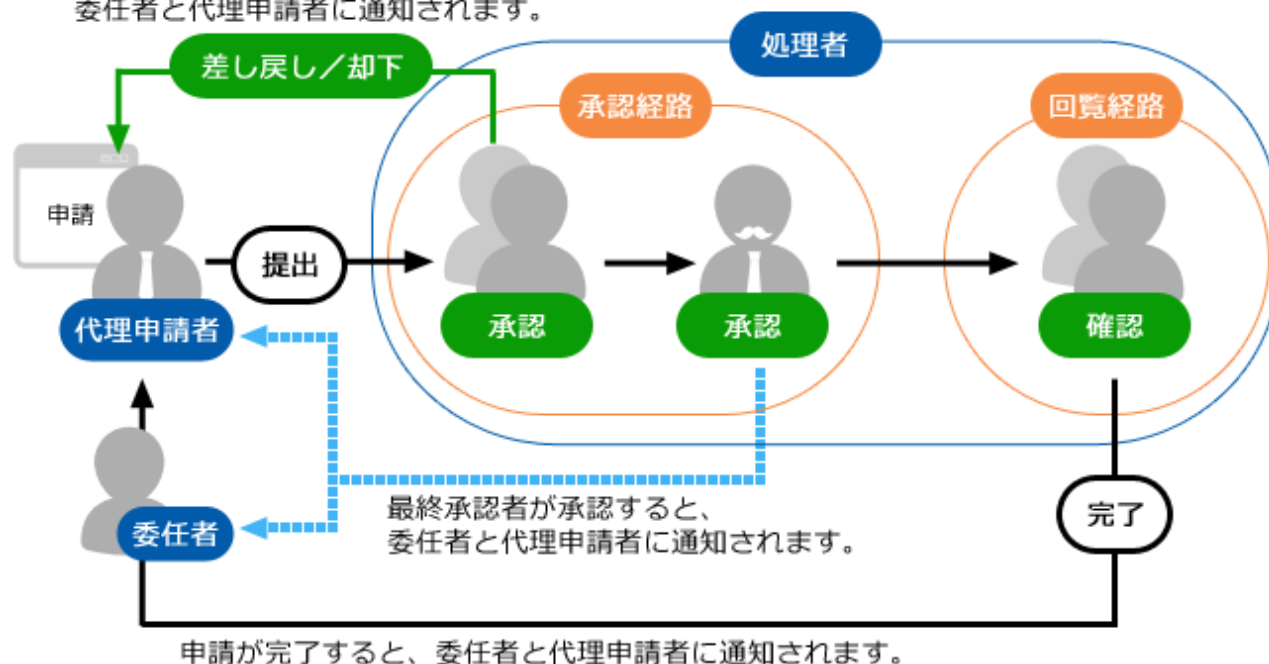 委任者と代理申請者に通知されます。
処理者
差し戻し／却下
承認経路
回覧経路
申請
提出
代理申請者
承認
承認
確認
最終承認者が承認すると、
委任者と代理申請者に通知されます。
完了
委任者
申請が完了すると、委任者と代理申請者に通知されます。